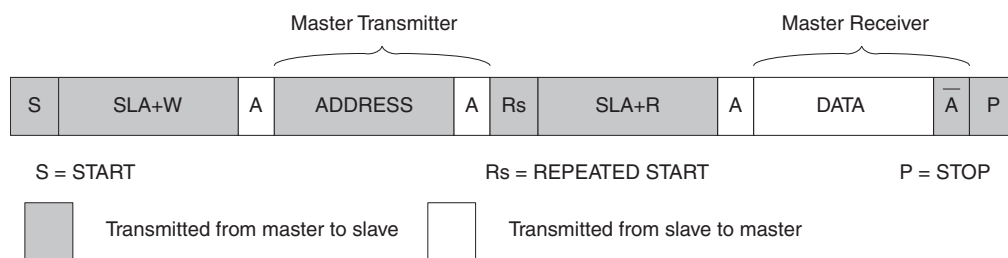 Master Transmitter Master Receiver
S SLA+W A ADDRESS A Rs SLA+R A DATA A̅ P
S = START Rs = REPEATED START P = STOP
Transmitted from master to slave Transmitted from slave to master